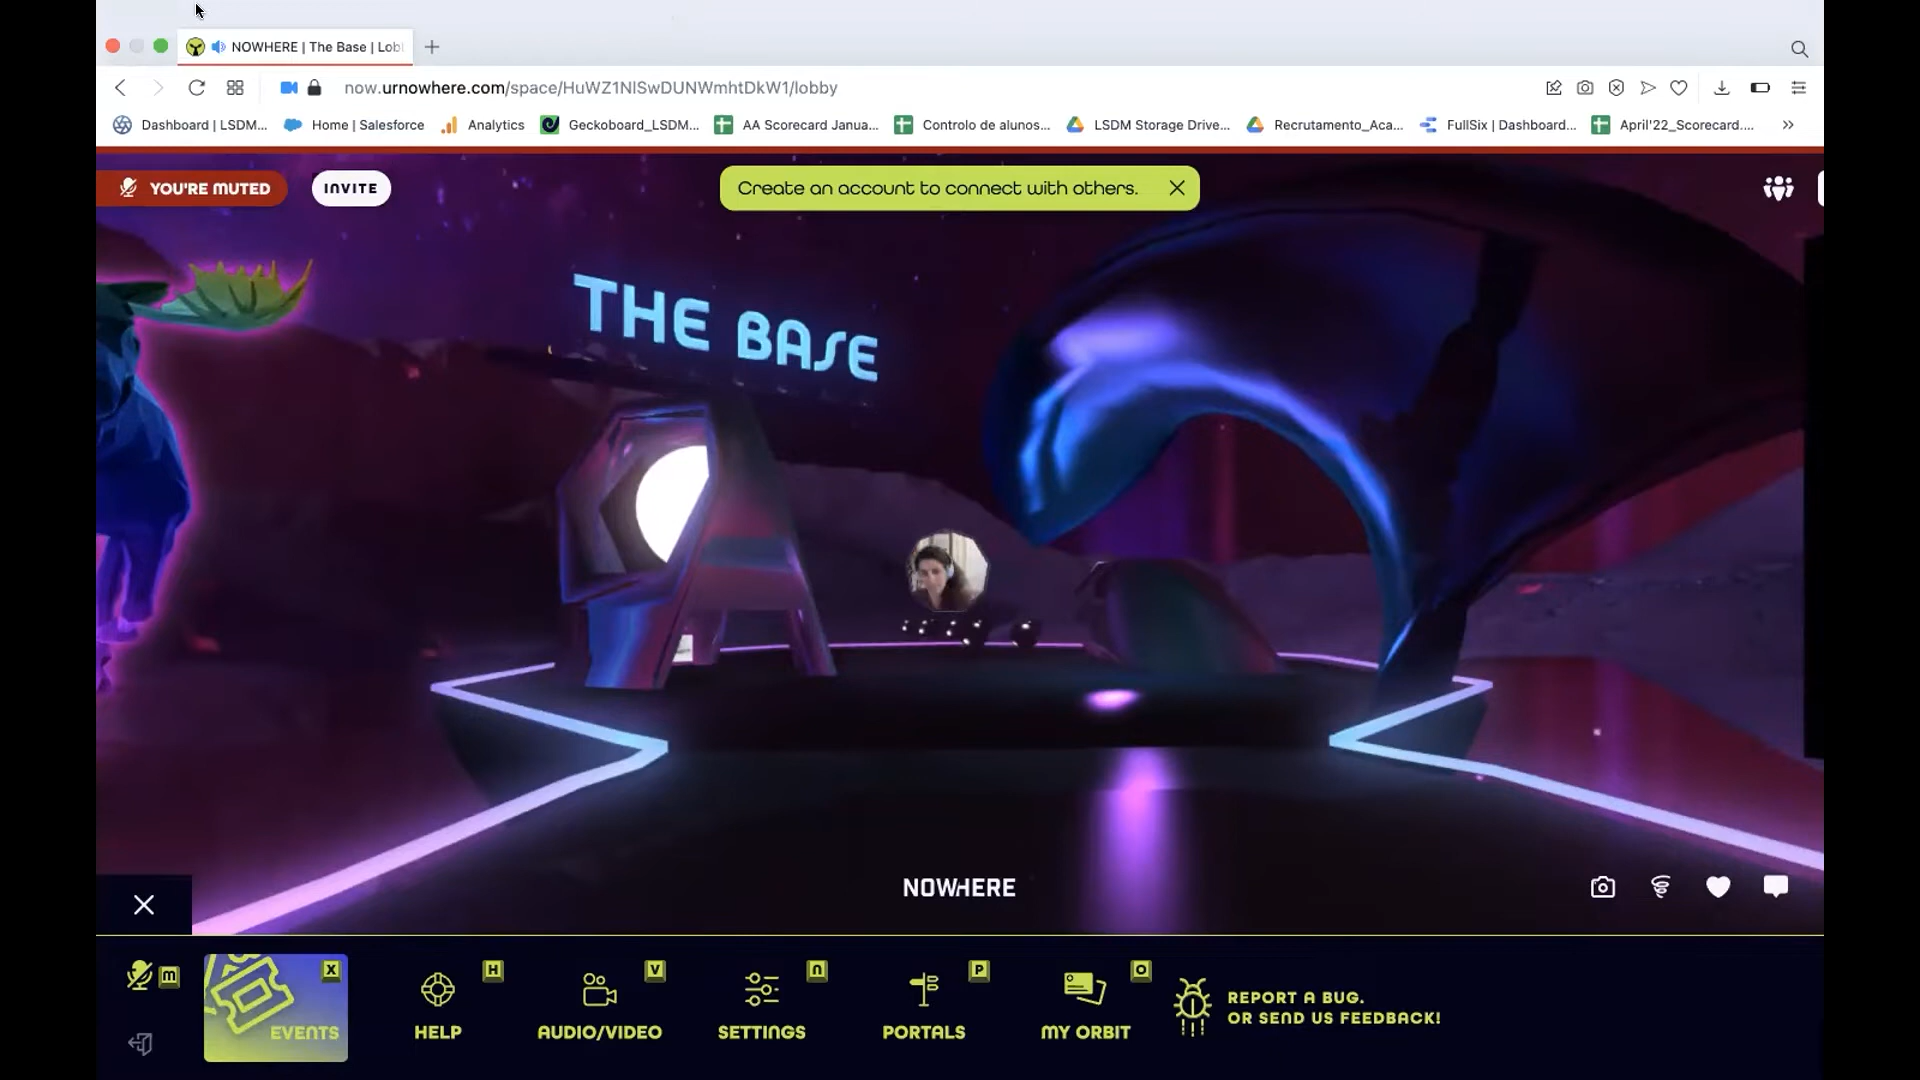 NOWHERE | The Base | Lob
now.urnowhere.com/space/HuWZ1NlSwDUNWmhtDkW1/lobby
Dashboard | LSDM... Home | Salesforce Analytics Geckoboard_LSDM... AA Scorecard Janua... Controlo de alunos... LSDM Storage Drive... Recrutamento_Aca... FullSix | Dashboard... April'22_Scorecard....
YOU'RE MUTED INVITE Create an account to connect with others.
THE BASE
NOWHERE
m X H V N P O
EVENTS HELP AUDIO/VIDEO SETTINGS PORTALS MY ORBIT
REPORT A BUG.
OR SEND US FEEDBACK!